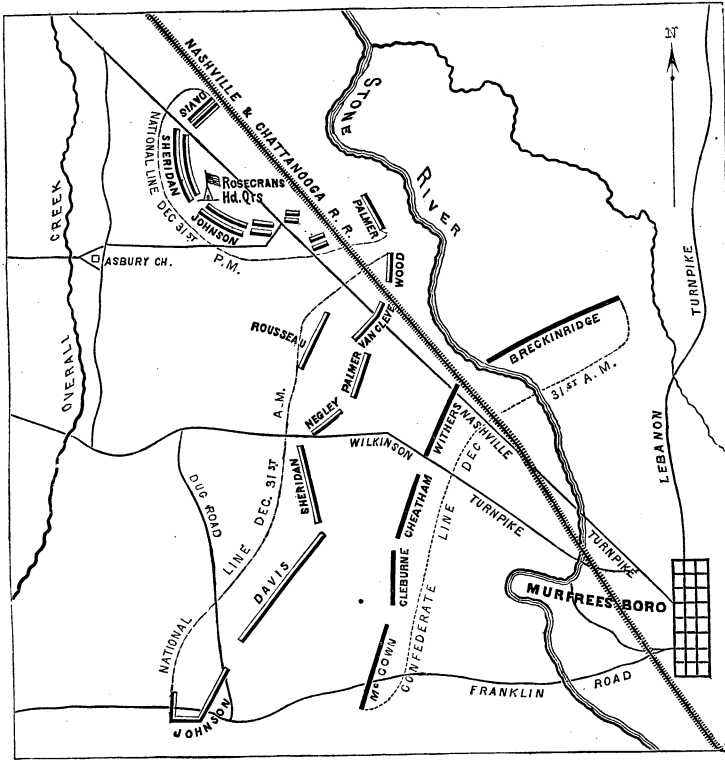 N
NASHVILLE & CHATTANOOGA R. R.
STONE RIVER
DAVIS
SHERIDAN
NATIONAL LINE DEC 31ST P.M.
ROSECRANS
Hd. Qrs
JOHNSON
PALMER
CREEK
OVERALL
ASBURY CH.
WOOD
VAN CLEVE
ROUSSEAU
PALMER
NEGLEY
BRECKINRIDGE
31ST A.M.
TURNPIKE
LEBANON
WILKINSON
TURNPIKE
WITHERS
NASHVILLE
TURNPIKE
CHEATHAM
SHERIDAN
DUG ROAD
NATIONAL LINE DEC. 31ST A.M.
DAVIS
CLEBURNE
CONFEDERATE LINE DEC
MURFREESBORO
McCOWN
FRANKLIN ROAD
JOHNSON